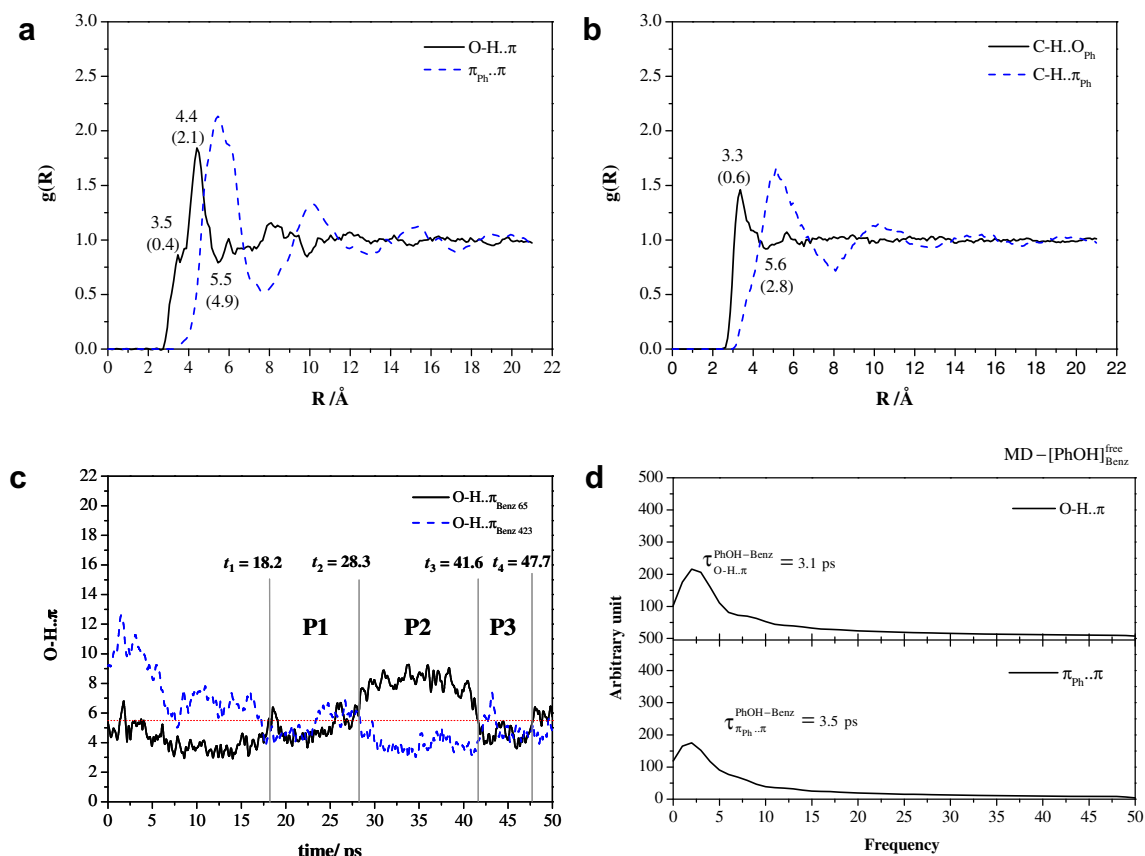 a
3.0
2.5
2.0
1.5
1.0
0.5
0.0
g(R)
O-H..π
π_Ph..π
4.4
(2.1)
3.5
(0.4)
5.5
(4.9)
0 2 4 6 8 10 12 14 16 18 20 22
R /Å
b
3.0
2.5
2.0
1.5
1.0
0.5
0.0
g(R)
C-H..O_Ph
C-H..π_Ph
3.3
(0.6)
5.6
(2.8)
0 2 4 6 8 10 12 14 16 18 20 22
R /Å
c
22
20
18
16
14
12
10
8
6
4
2
0
O-H..π
O-H..π_Benz 65
O-H..π_Benz 423
t₁ = 18.2 t₂ = 28.3 t₃ = 41.6 t₄ = 47.7
P1 P2 P3
0 5 10 15 20 25 30 35 40 45 50
time/ ps
d
MD – [PhOH]^free_Benz
500
400
300
200
100
500
400
300
200
100
0
Arbitrary unit
O-H..π
τ^PhOH–Benz_O-H..π = 3.1 ps
π_Ph..π
τ^PhOH–Benz_π_Ph..π = 3.5 ps
0 5 10 15 20 25 30 35 40 45 50
Frequency